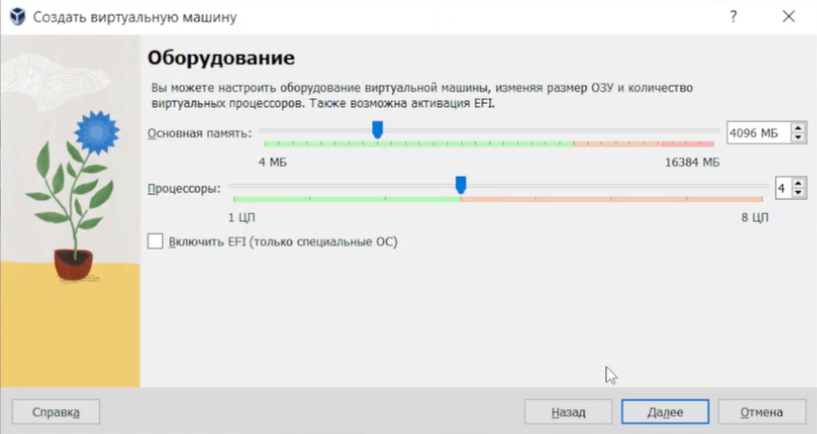 Создать виртуальную машину
?
Оборудование
Вы можете настроить оборудование виртуальной машины, изменяя размер ОЗУ и количество
виртуальных процессоров. Также возможна активация EFI.
Основная память:
4096 МБ
4 МБ
16384 МБ
Процессоры:
4
1 ЦП
8 ЦП
Включить EFI (только специальные ОС)
Справка
Назад
Далее
Отмена